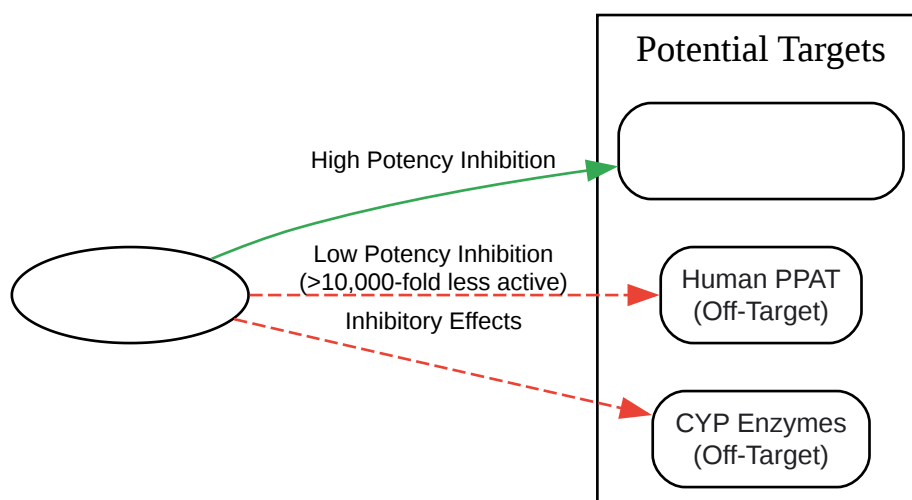 Potential Targets
High Potency Inhibition
Low Potency Inhibition
(>10,000-fold less active)
Human PPAT
(Off-Target)
Inhibitory Effects
CYP Enzymes
(Off-Target)